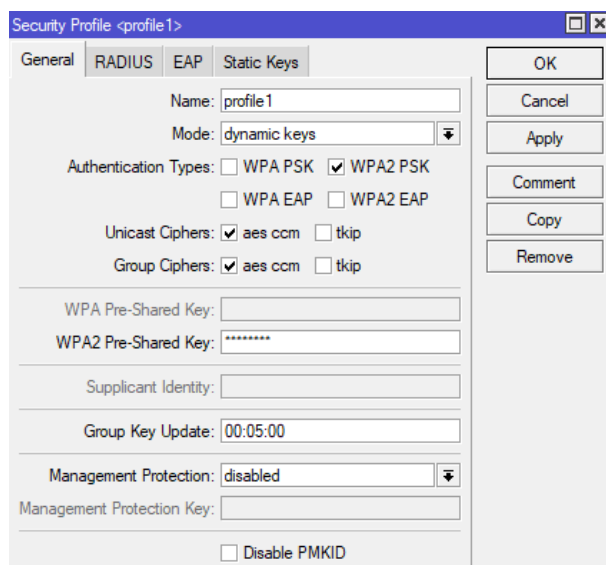 Security Profile <profile1>
General RADIUS EAP Static Keys
OK
Cancel
Apply
Comment
Copy
Remove
Name: profile1
Mode: dynamic keys
Authentication Types: WPA PSK WPA2 PSK
WPA EAP WPA2 EAP
Unicast Ciphers: aes ccm tkip
Group Ciphers: aes ccm tkip
WPA Pre-Shared Key:
WPA2 Pre-Shared Key: ********
Supplicant Identity:
Group Key Update: 00:05:00
Management Protection: disabled
Management Protection Key:
Disable PMKID